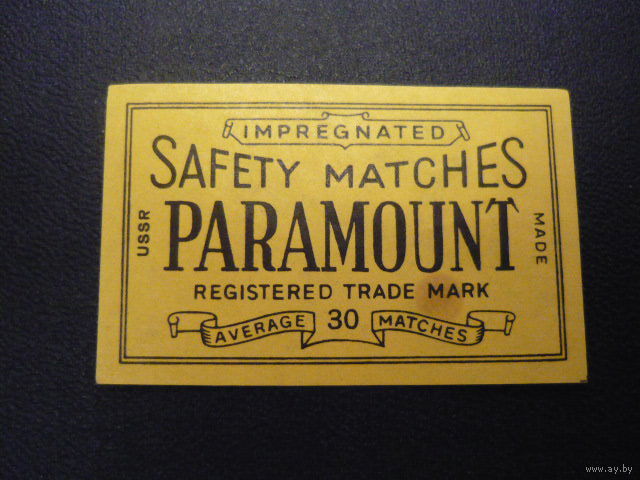 IMPREGNATED
SAFETY MATCHES
USSR
PARAMOUNT
MADE
REGISTERED TRADE MARK
AVERAGE 30 MATCHES
www.ay.by